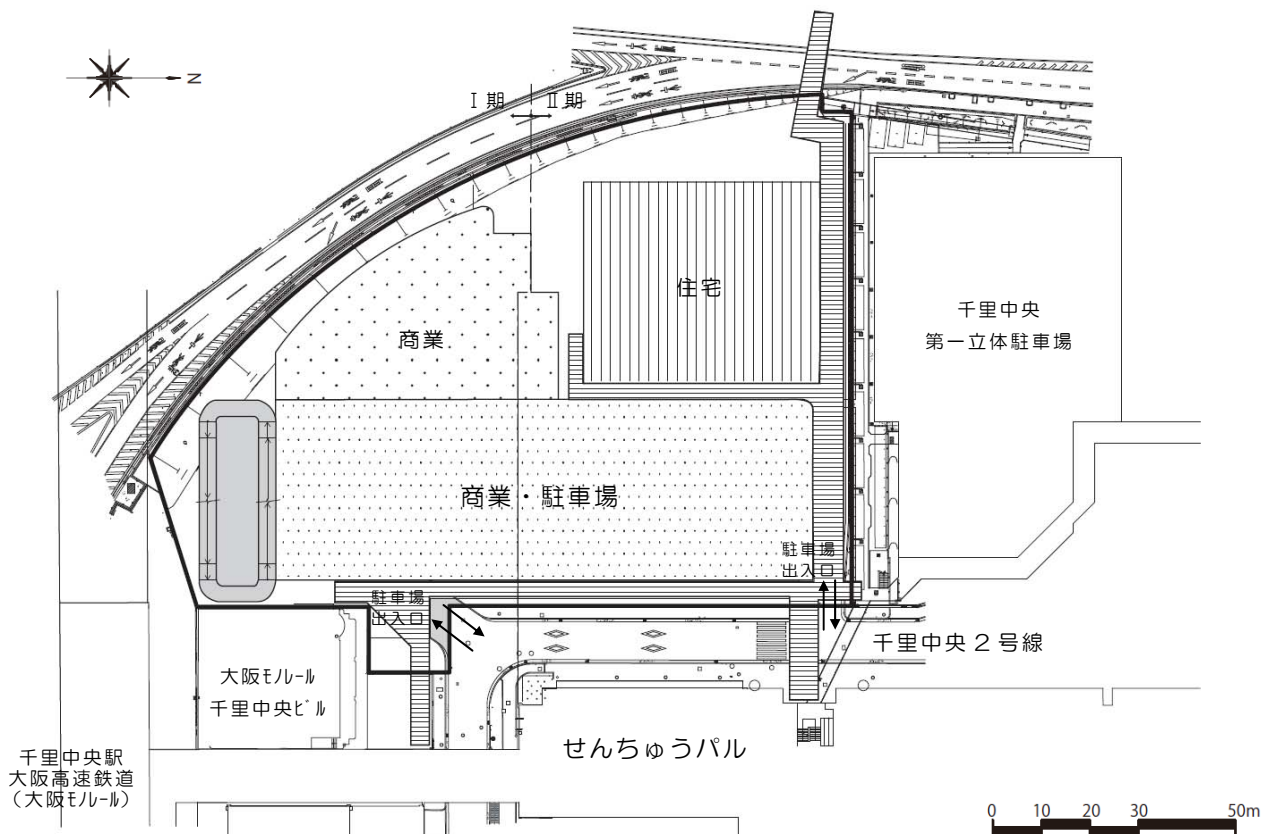 N
Ⅰ期 Ⅱ期
住宅
千里中央
第一立体駐車場
商業
商業・駐車場
駐車場
出入口
駐車場
出入口
千里中央2号線
大阪ﾓﾉﾚｰﾙ
千里中央ﾋﾞﾙ
せんちゅうパル
千里中央駅
大阪高速鉄道
（大阪ﾓﾉﾚｰﾙ）
0 10 20 30 50m